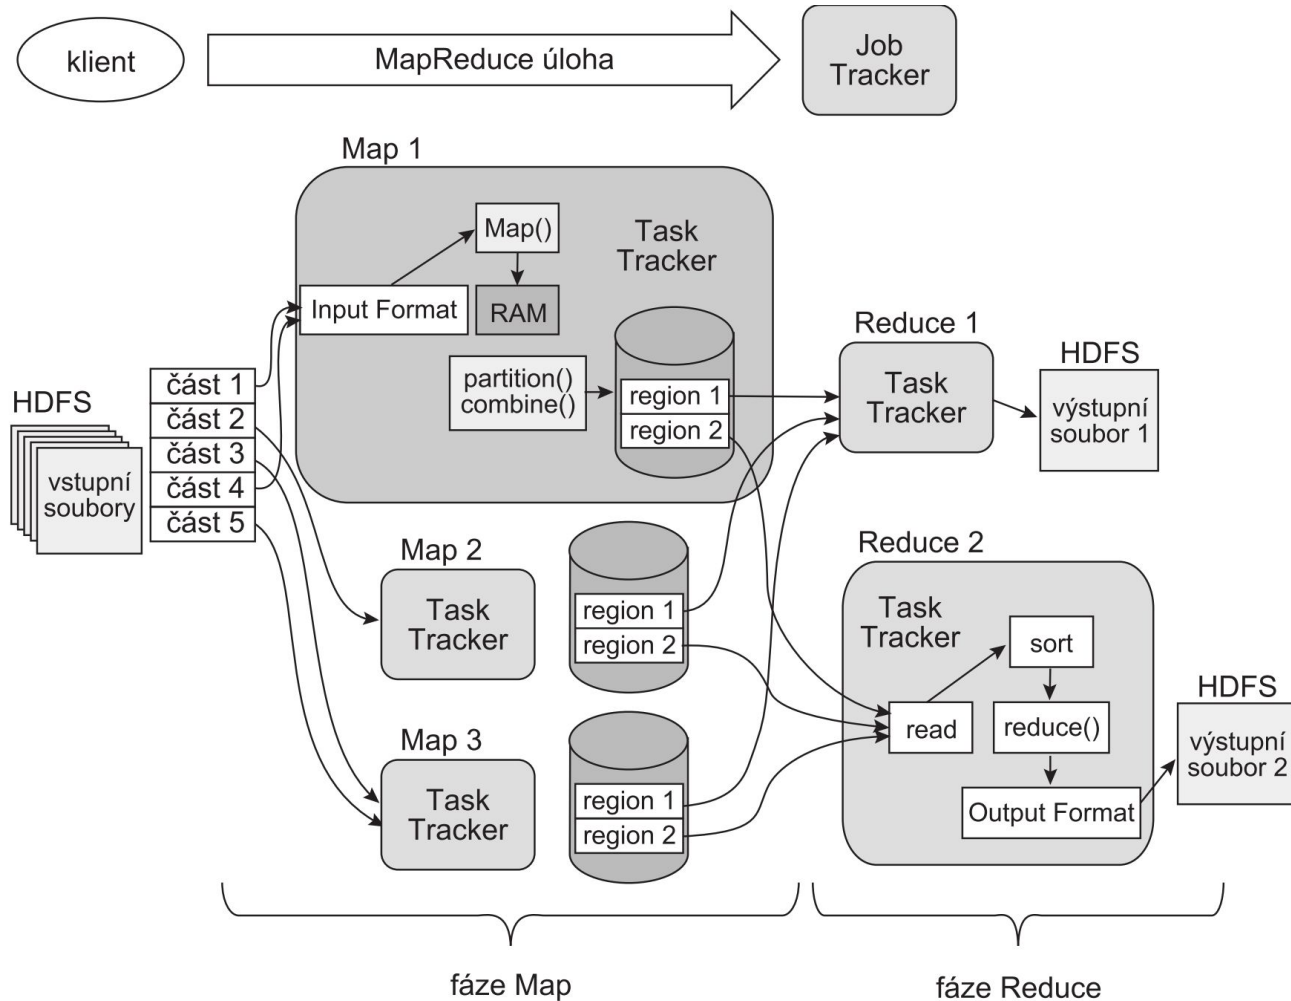 klient
MapReduce úloha
Job
Tracker
Map 1
Map()
Task
Tracker
Input Format
RAM
partition()
combine()
region 1
region 2
HDFS
vstupní
soubory
část 1
část 2
část 3
část 4
část 5
Map 2
Task
Tracker
region 1
region 2
Map 3
Task
Tracker
region 1
region 2
Reduce 1
Task
Tracker
HDFS
výstupní
soubor 1
Reduce 2
Task
Tracker
sort
read
reduce()
Output Format
HDFS
výstupní
soubor 2
fáze Map
fáze Reduce